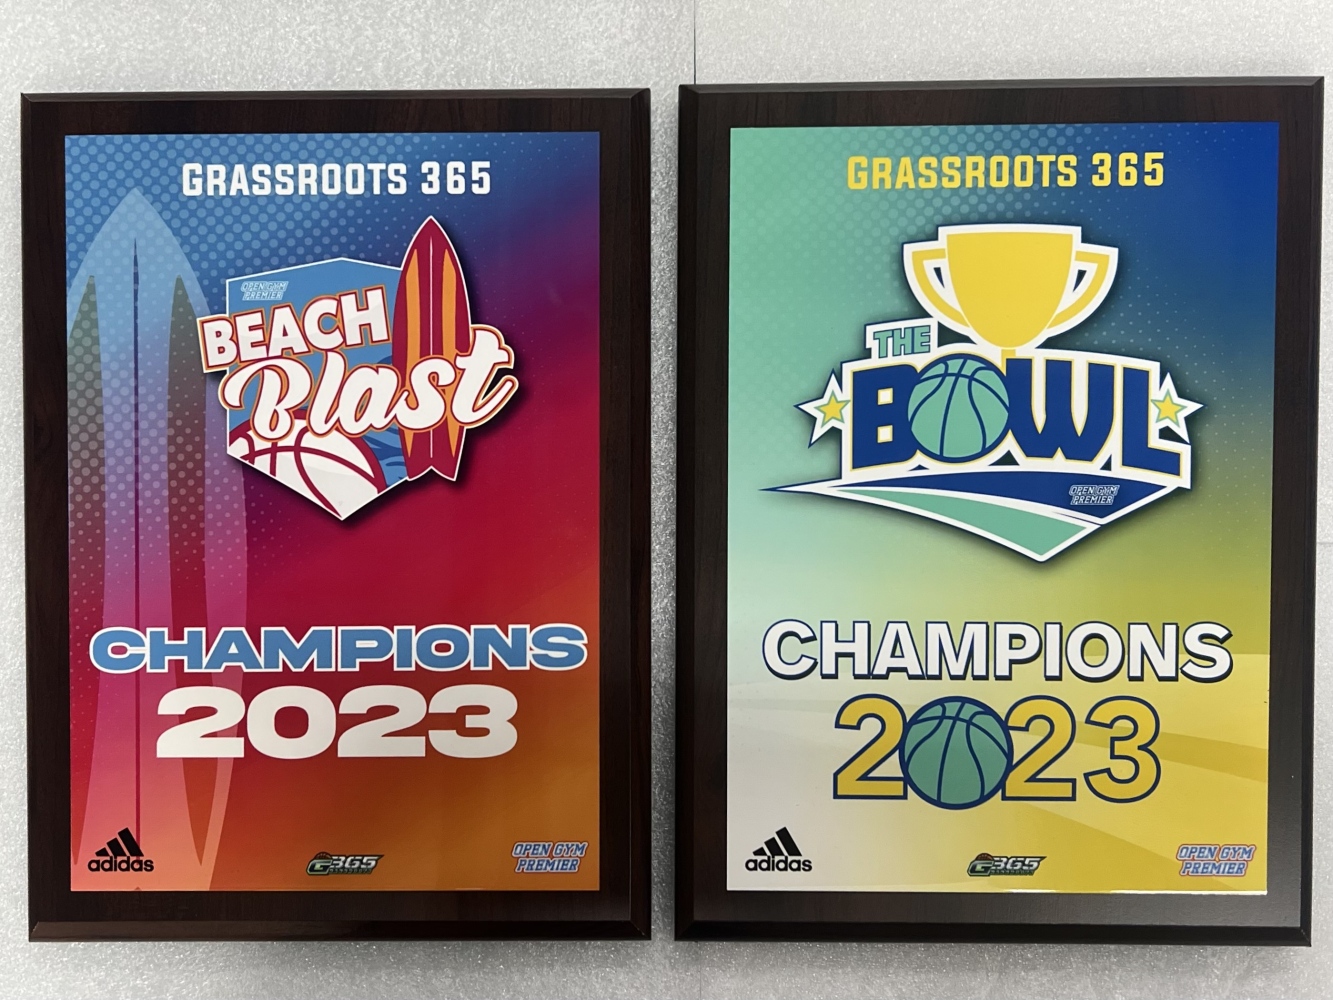 GRASSROOTS 365
OPEN GYM
PREMIER
BEACH
Blast
CHAMPIONS
2023
adidas
G365
OPEN GYM
PREMIER
GRASSROOTS 365
THE
BOWL
OPEN GYM
PREMIER
CHAMPIONS
2023
adidas
G365
OPEN GYM
PREMIER